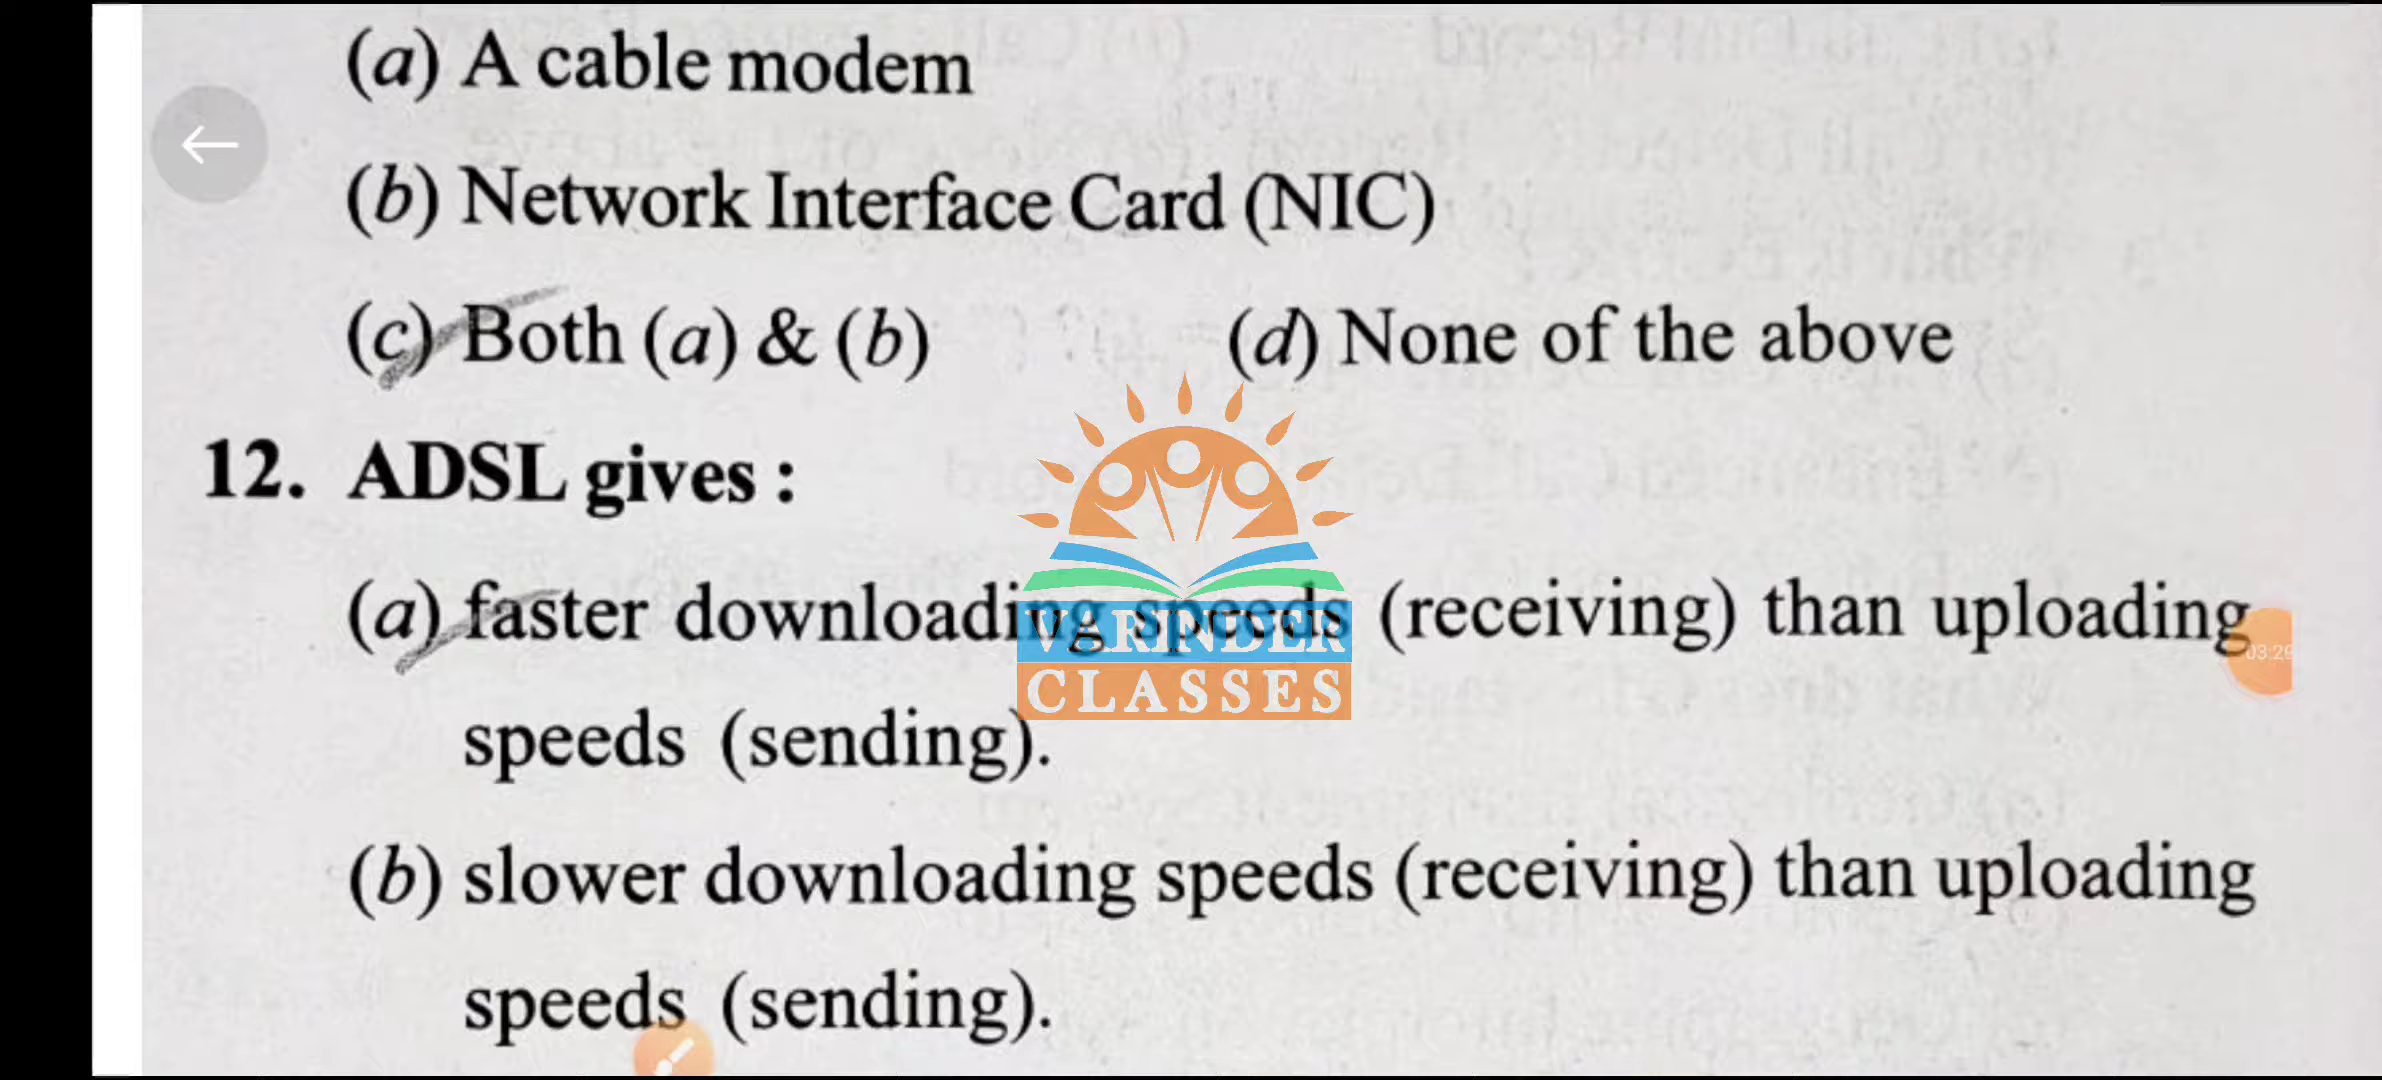 (a) A cable modem
(b) Network Interface Card (NIC)
(c) Both (a) & (b) (d) None of the above
12. ADSL gives :
(a) faster downloading speeds (receiving) than uploading
speeds (sending).
VARINDER
CLASSES
(b) slower downloading speeds (receiving) than uploading
speeds (sending).